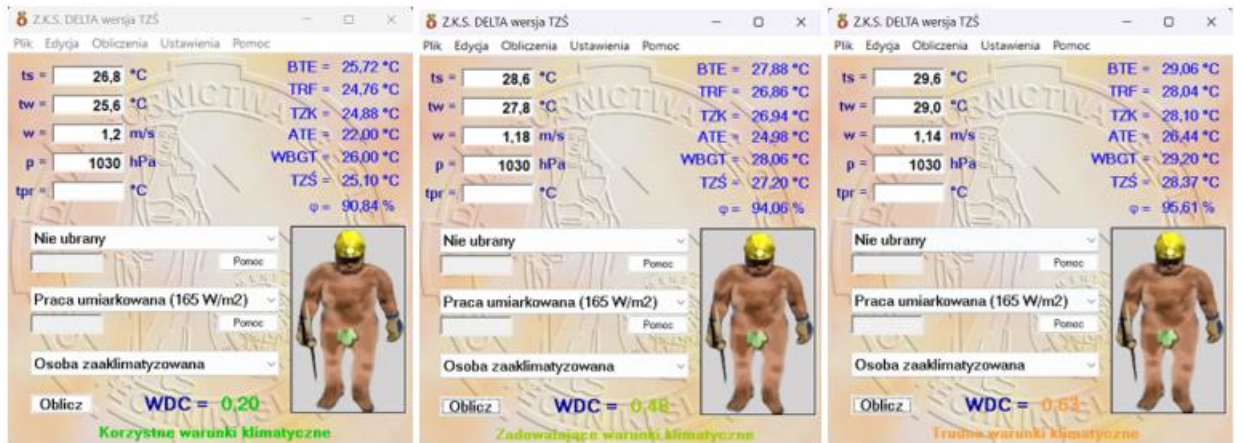 Z.K.S. DELTA wersja TZŚ
Plik Edycja Obliczenia Ustawienia Pomoc
ts = 26,8 °C
tw = 25,6 °C
w = 1,2 m/s
p = 1030 hPa
tpr = °C
BTE = 25,72 °C
TRF = 24,76 °C
TZK = 24,88 °C
ATE = 22,00 °C
WBGT = 26,00 °C
TZŚ = 25,10 °C
φ = 90,84 %
Nie ubrany
Pomoc
Praca umiarkowana (165 W/m2)
Pomoc
Osoba zaaklimatyzowana
Oblicz
WDC = 0,20
Korzystne warunki klimatyczne
Z.K.S. DELTA wersja TZŚ
Plik Edycja Obliczenia Ustawienia Pomoc
ts = 28,6 °C
tw = 27,8 °C
w = 1,18 m/s
p = 1030 hPa
tpr = °C
BTE = 27,88 °C
TRF = 26,86 °C
TZK = 26,94 °C
ATE = 24,98 °C
WBGT = 28,06 °C
TZŚ = 27,20 °C
φ = 94,06 %
Nie ubrany
Pomoc
Praca umiarkowana (165 W/m2)
Pomoc
Osoba zaaklimatyzowana
Oblicz
WDC = 0,48
Zadowalające warunki klimatyczne
Z.K.S. DELTA wersja TZŚ
Plik Edycja Obliczenia Ustawienia Pomoc
ts = 29,6 °C
tw = 29,0 °C
w = 1,14 m/s
p = 1030 hPa
tpr = °C
BTE = 29,06 °C
TRF = 28,04 °C
TZK = 28,10 °C
ATE = 26,44 °C
WBGT = 29,20 °C
TZŚ = 28,37 °C
φ = 95,61 %
Nie ubrany
Pomoc
Praca umiarkowana (165 W/m2)
Pomoc
Osoba zaaklimatyzowana
Oblicz
WDC = 0,63
Trudne warunki klimatyczne